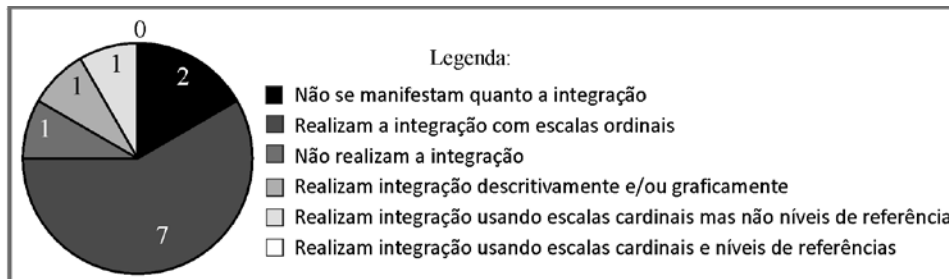 0
1
2
1
1
7
Legenda:
Não se manifestam quanto a integração
Realizam a integração com escalas ordinais
Não realizam a integração
Realizam integração descritivamente e/ou graficamente
Realizam integração usando escalas cardinais mas não níveis de referência
Realizam integração usando escalas cardinais e níveis de referências